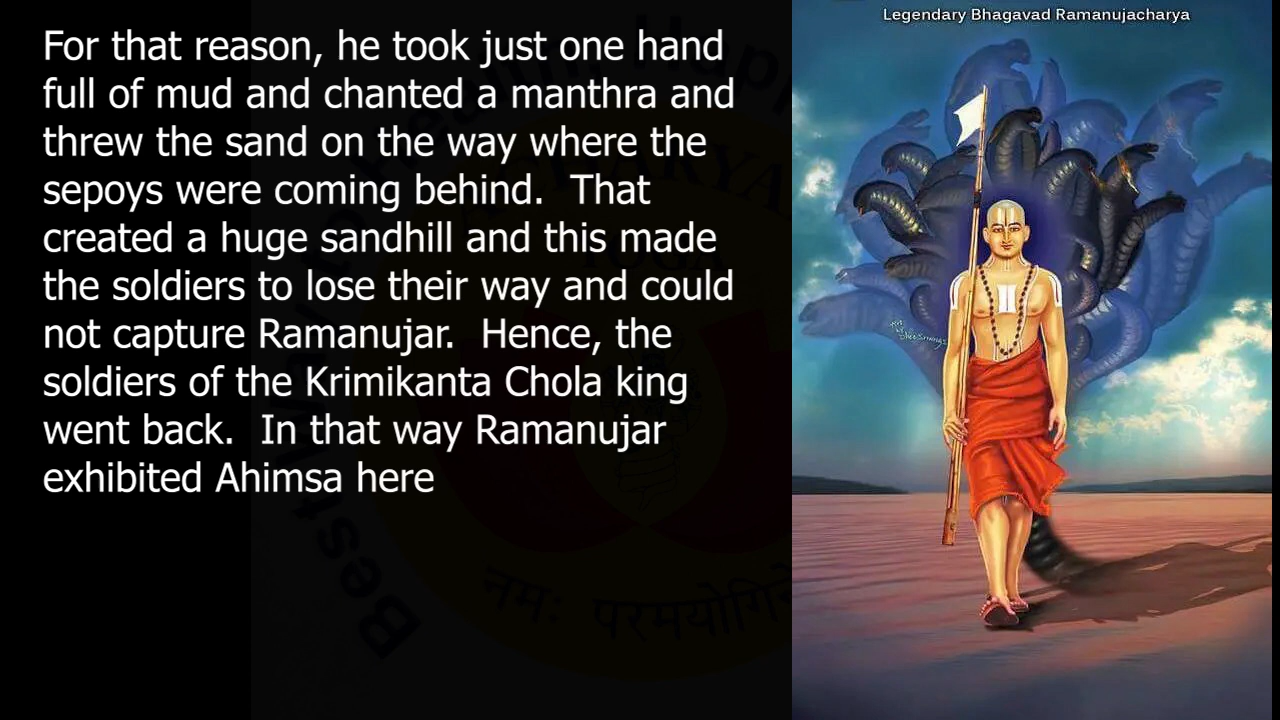 Legendary Bhagavad Ramanujacharya
For that reason, he took just one hand
full of mud and chanted a manthra and
threw the sand on the way where the
sepoys were coming behind.  That
created a huge sandhill and this made
the soldiers to lose their way and could
not capture Ramanujar.  Hence, the
soldiers of the Krimikanta Chola king
went back.  In that way Ramanujar
exhibited Ahimsa here